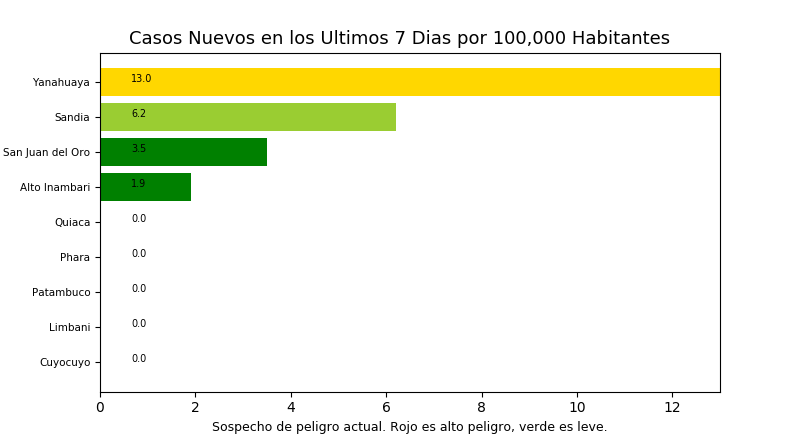 Casos Nuevos en los Ultimos 7 Dias por 100,000 Habitantes
Yanahuaya 13.0
Sandia 6.2
San Juan del Oro 3.5
Alto Inambari 1.9
Quiaca 0.0
Phara 0.0
Patambuco 0.0
Limbani 0.0
Cuyocuyo 0.0
0 2 4 6 8 10 12
Sospecho de peligro actual. Rojo es alto peligro, verde es leve.